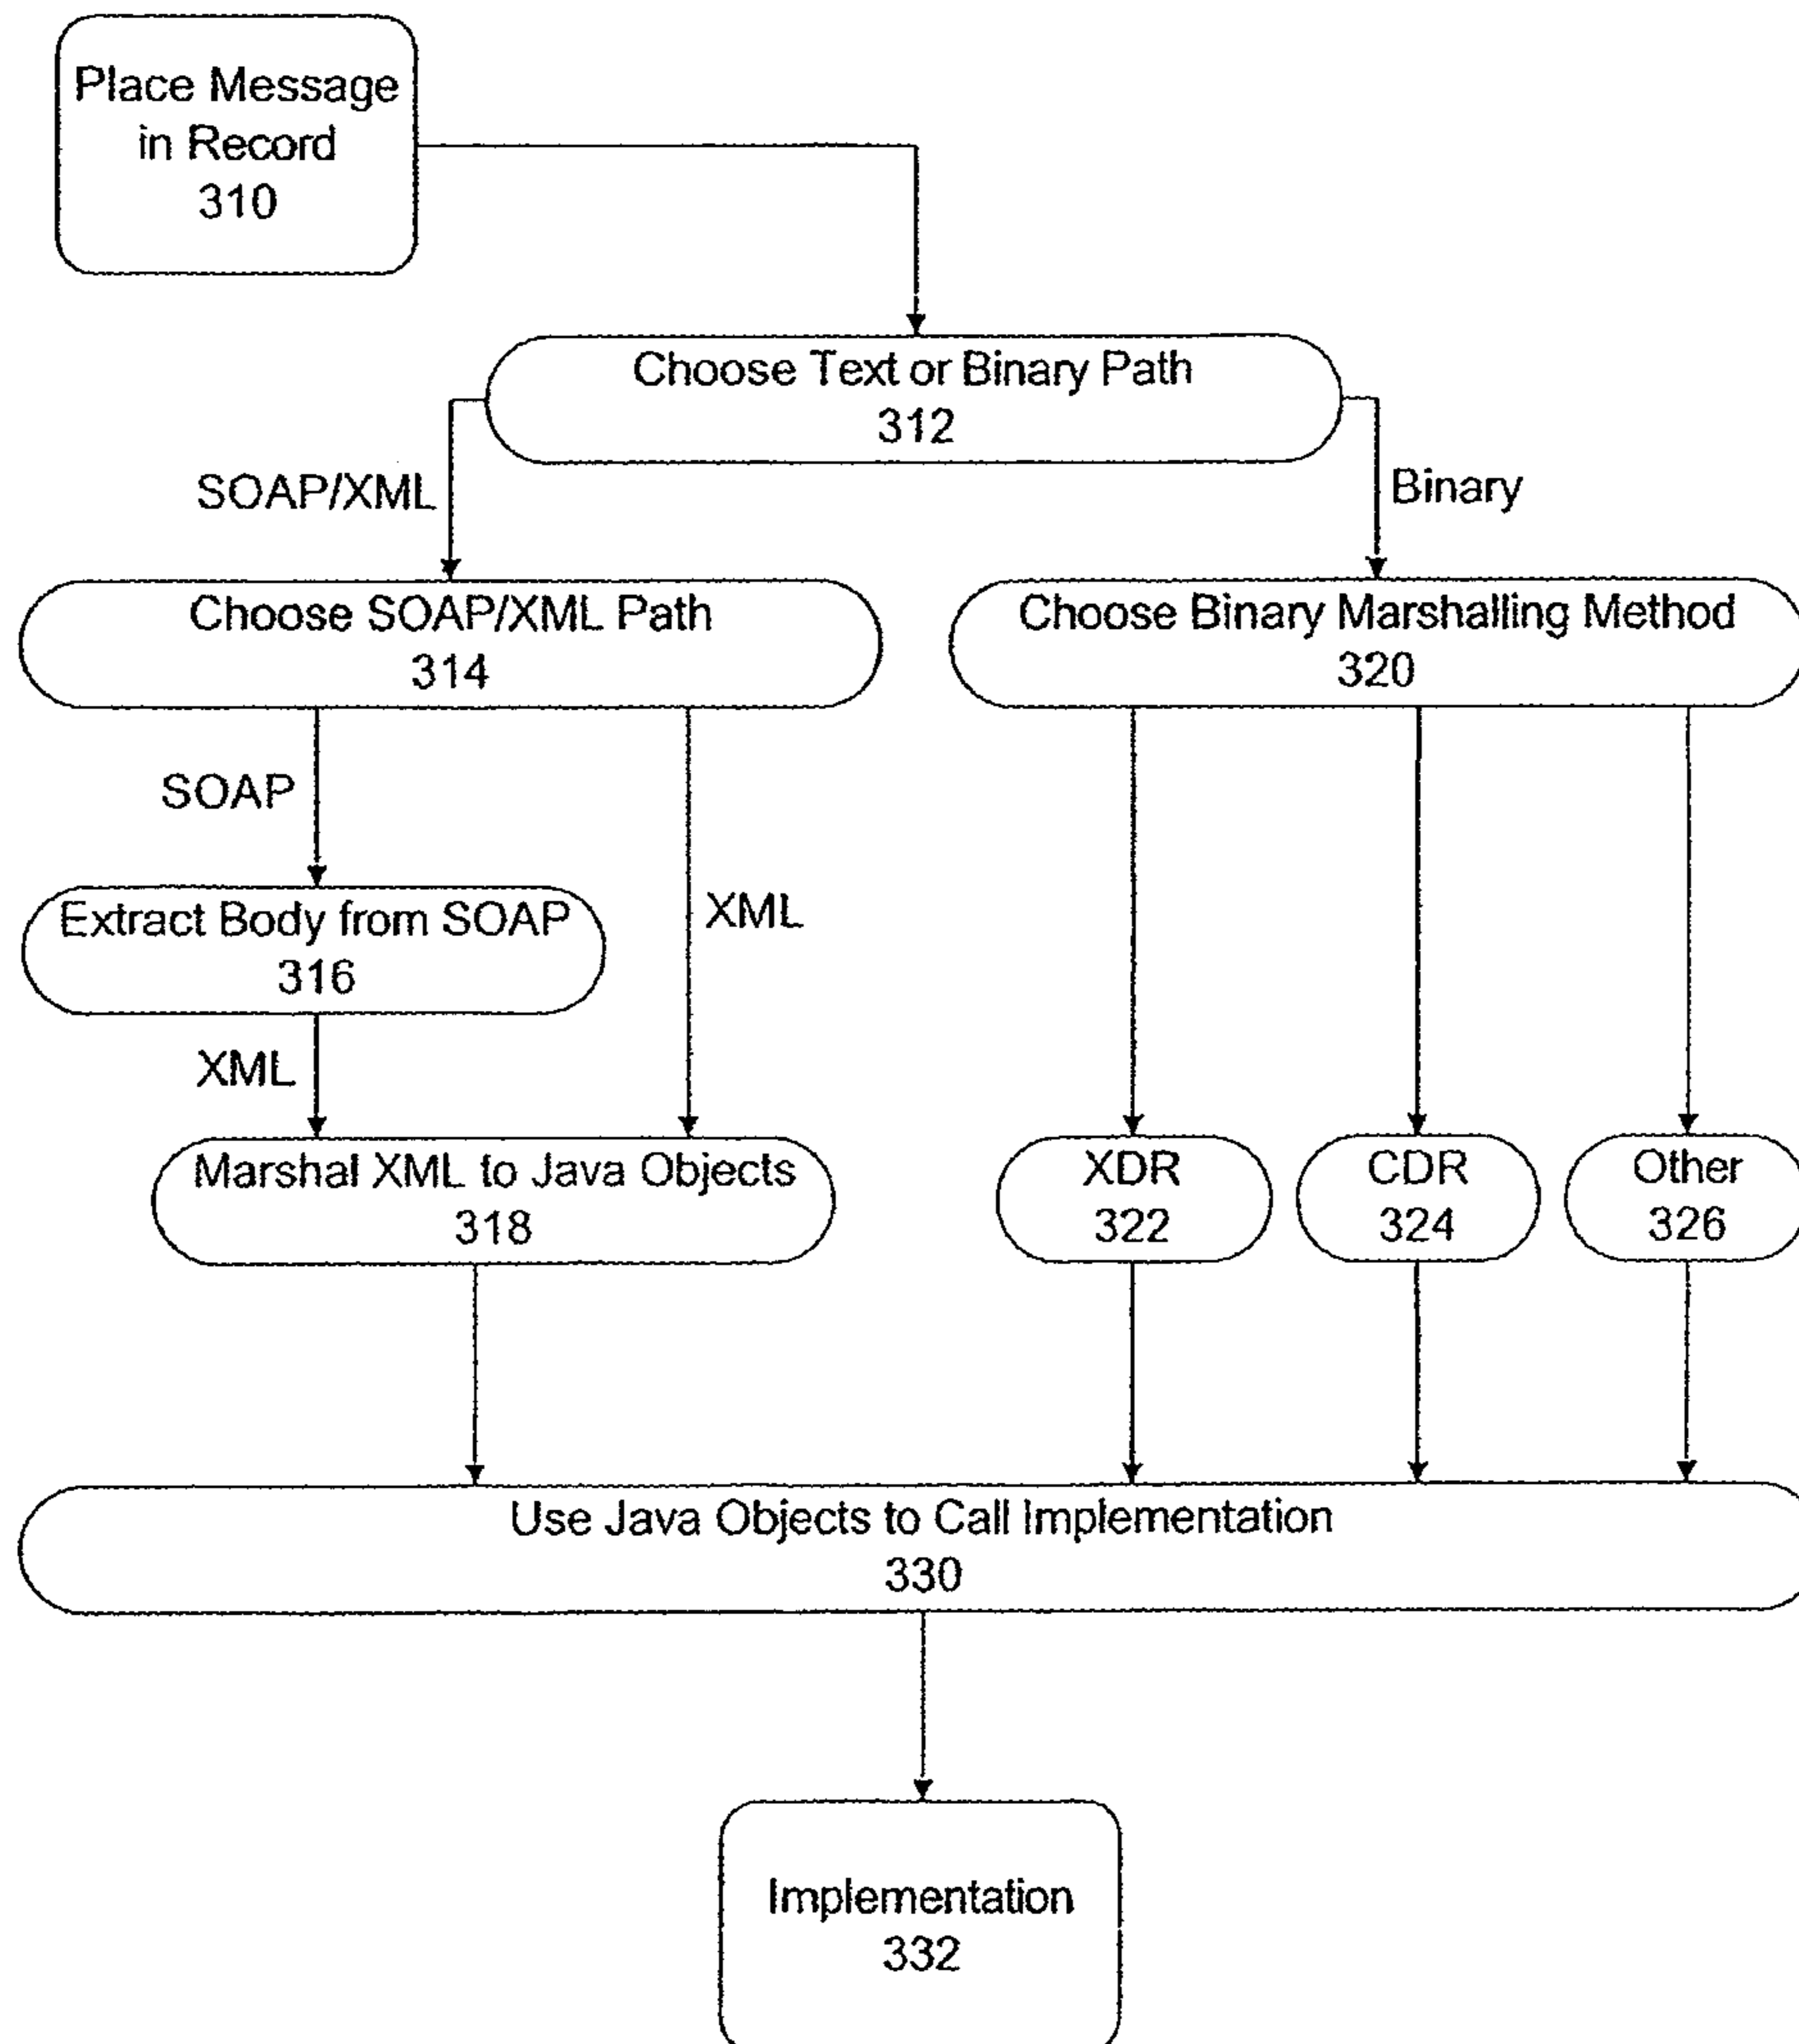 Place Message
in Record
310
Choose Text or Binary Path
312
SOAP/XML
Binary
Choose SOAP/XML Path
314
Choose Binary Marshalling Method
320
SOAP
XML
Extract Body from SOAP
316
XML
Marshal XML to Java Objects
318
XDR
322
CDR
324
Other
326
Use Java Objects to Call Implementation
330
Implementation
332